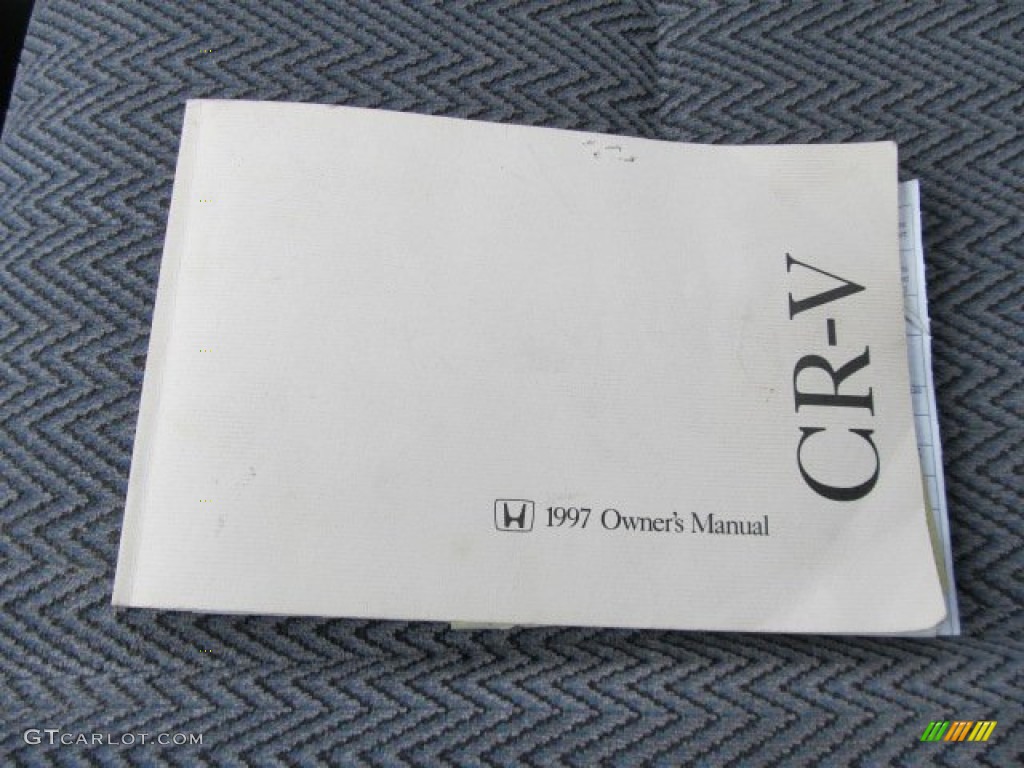 CR-V
1997 Owner's Manual
GTcarlot.com